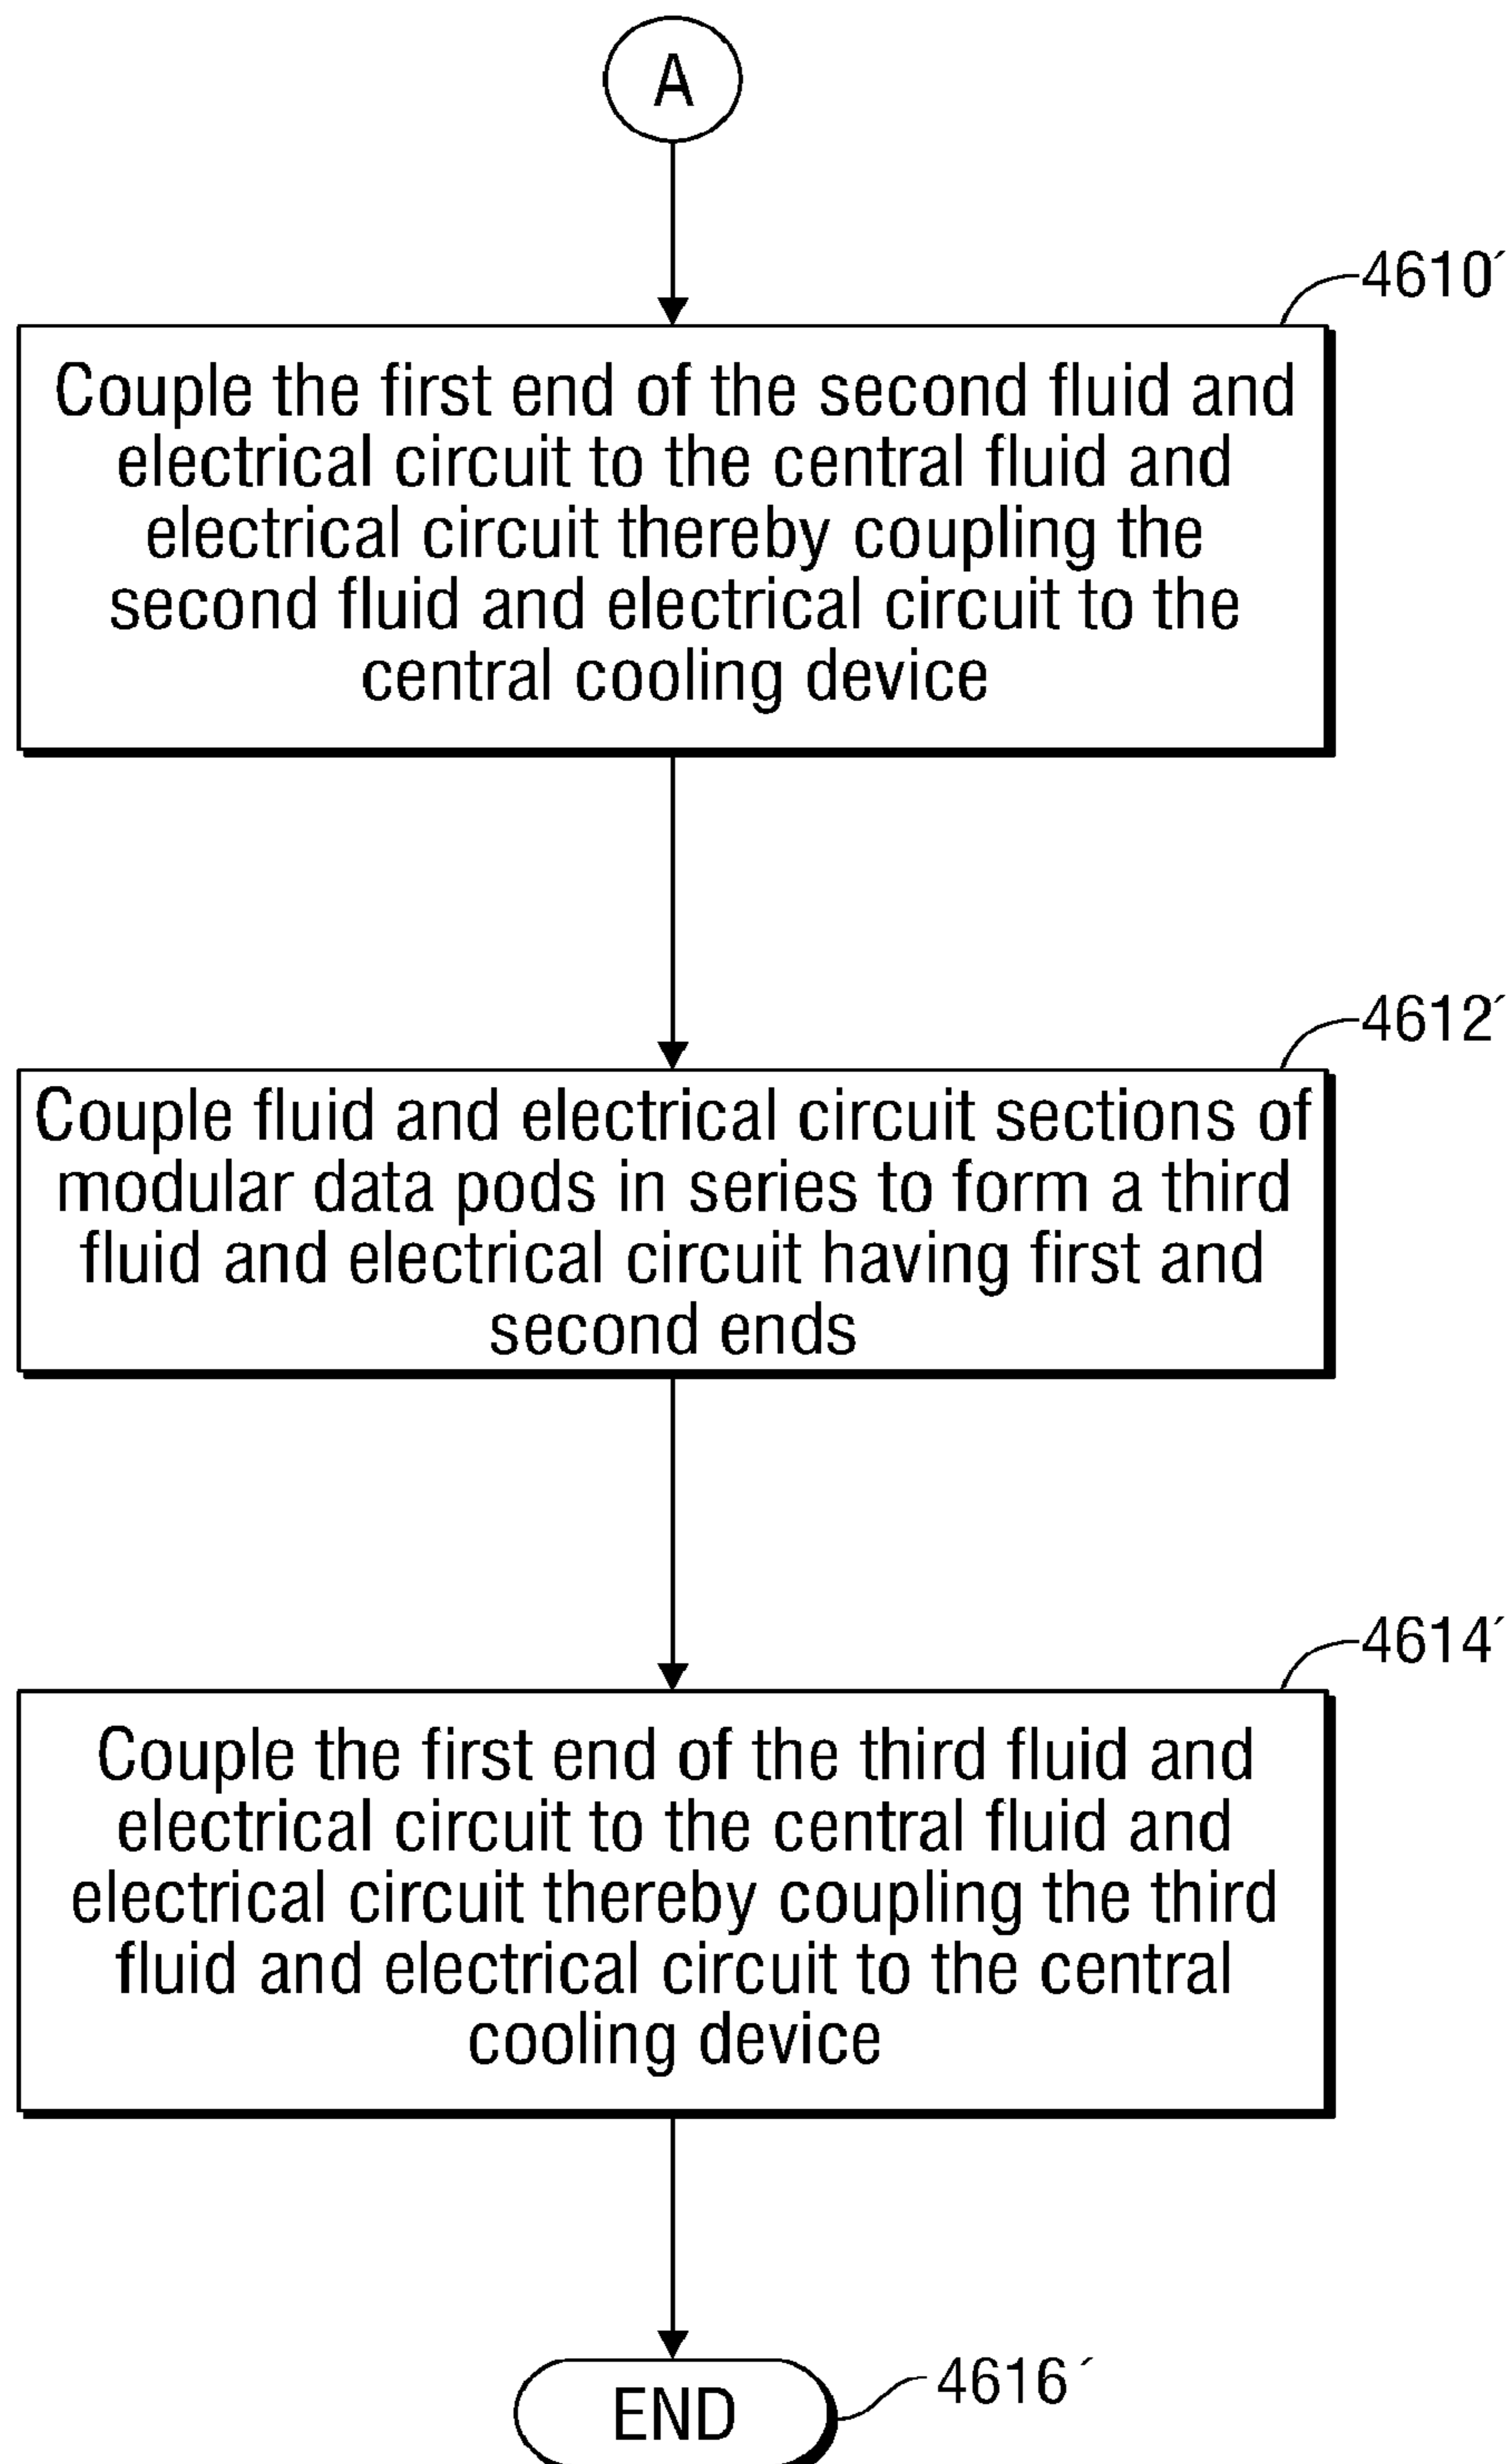 A
4610´
Couple the first end of the second fluid and
electrical circuit to the central fluid and
electrical circuit thereby coupling the
second fluid and electrical circuit to the
central cooling device
4612´
Couple fluid and electrical circuit sections of
modular data pods in series to form a third
fluid and electrical circuit having first and
second ends
4614´
Couple the first end of the third fluid and
electrical circuit to the central fluid and
electrical circuit thereby coupling the third
fluid and electrical circuit to the central
cooling device
4616´
END